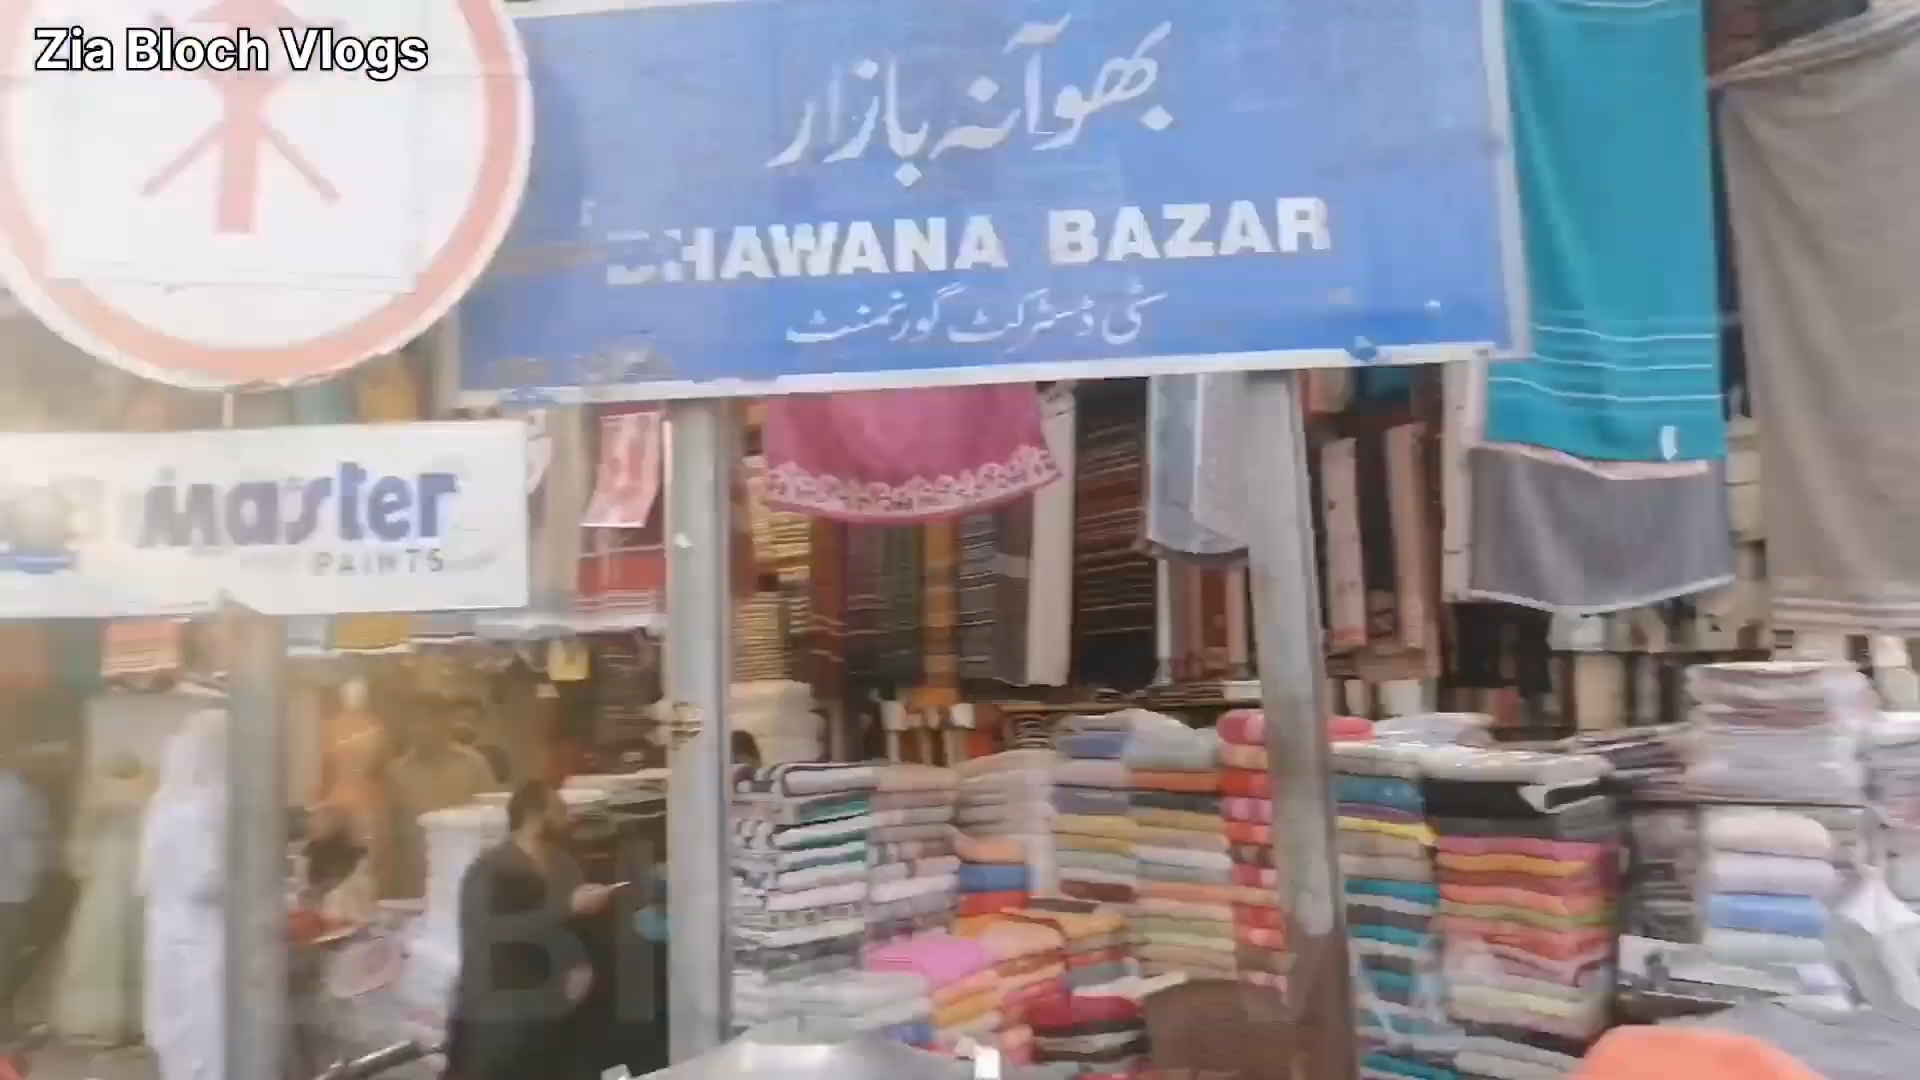 Zia Bloch Vlogs
بھوآنہ بازار
BHAWANA BAZAR
سٹی ڈسٹرکٹ گورنمنٹ
Master
PAINTS